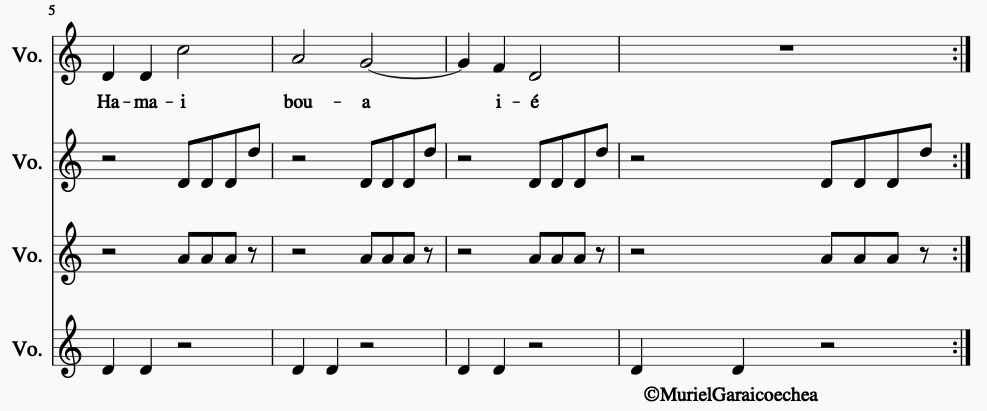 5
Vo.
Ha - ma - i bou - a i - é
Vo.
Vo.
Vo.
©MurielGaraicoechea